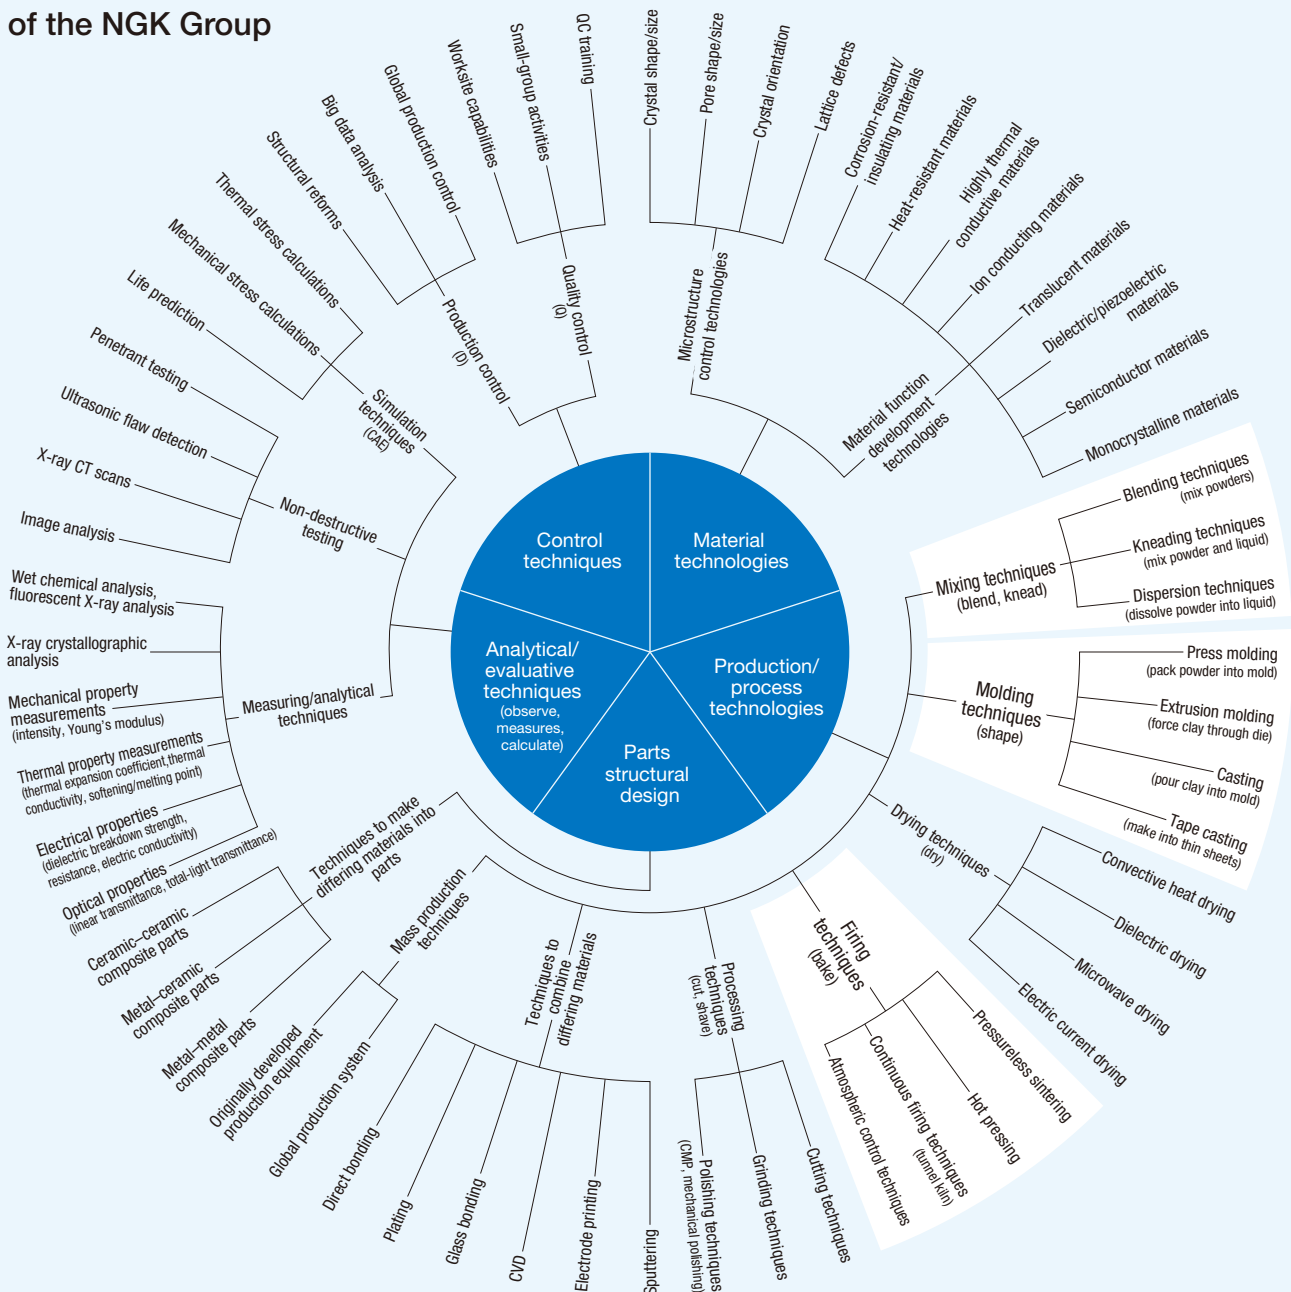 of the NGK Group
Control
techniques
Material
technologies
Production/
process
technologies
Parts
structural
design
Analytical/
evaluative
techniques
(observe,
measures,
calculate)
Microstructure
control technologies
Crystal shape/size
Pore shape/size
Crystal orientation
Lattice defects
Material function
development
technologies
Corrosion-resistant/
insulating materials
Heat-resistant materials
Highly thermal
conductive materials
Ion conducting materials
Translucent materials
Dielectric/piezoelectric
materials
Semiconductor materials
Monocrystalline materials
Mixing techniques
(blend, knead)
Blending techniques
(mix powders)
Kneading techniques
(mix powder and liquid)
Dispersion techniques
(dissolve powder into liquid)
Molding
techniques
(shape)
Press molding
(pack powder into mold)
Extrusion molding
(force clay through die)
Casting
(pour clay into mold)
Tape casting
(make into thin sheets)
Drying techniques
(dry)
Convective heat drying
Dielectric drying
Microwave drying
Electric current drying
Firing
techniques
(bake)
Pressureless sintering
Hot pressing
Continuous firing techniques
(tunnel kiln)
Atmospheric control techniques
Processing
techniques
(cut, shave)
Cutting techniques
Grinding techniques
Polishing techniques
(CMP, mechanical polishing)
Techniques to
combine
differing materials
Sputtering
Electrode printing
CVD
Glass bonding
Plating
Direct bonding
Mass production
techniques
Global production system
Originally developed
production equipment
Techniques to make
differing materials into
parts
Metal–metal
composite parts
Metal–ceramic
composite parts
Ceramic–ceramic
composite parts
Measuring/analytical
techniques
Optical properties
(linear transmittance, total-light transmittance)
Electrical properties
(dielectric breakdown strength,
resistance, electric conductivity)
Thermal property measurements
(thermal expansion coefficient,thermal
conductivity, softening/melting point)
Mechanical property
measurements
(intensity, Young's modulus)
X-ray crystallographic
analysis
Wet chemical analysis,
fluorescent X-ray analysis
Non-destructive
testing
Image analysis
X-ray CT scans
Ultrasonic flaw detection
Penetrant testing
Simulation
techniques
(CAE)
Life prediction
Mechanical stress calculations
Thermal stress calculations
Production control
(D)
Structural reforms
Big data analysis
Global production control
Quality control
(Q)
Worksite capabilities
Small-group activities
QC training